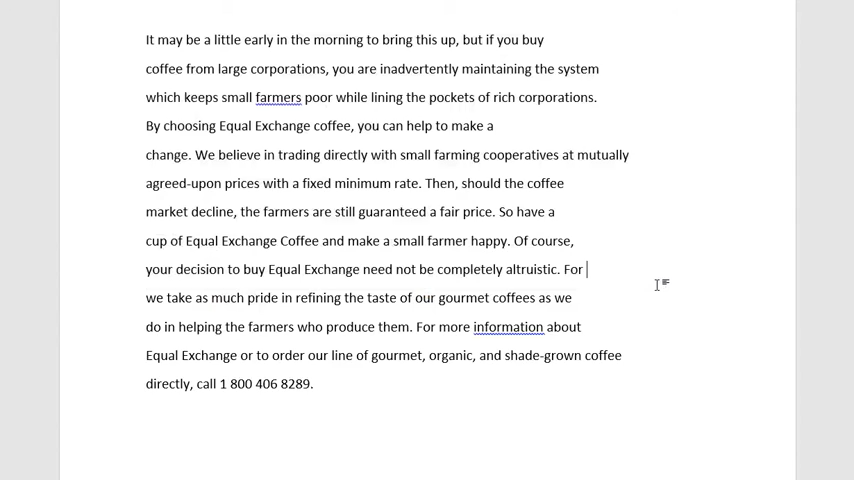 It may be a little early in the morning to bring this up, but if you buy
coffee from large corporations, you are inadvertently maintaining the system
which keeps small farmers poor while lining the pockets of rich corporations.
By choosing Equal Exchange coffee, you can help to make a
change. We believe in trading directly with small farming cooperatives at mutually
agreed-upon prices with a fixed minimum rate. Then, should the coffee
market decline, the farmers are still guaranteed a fair price. So have a
cup of Equal Exchange Coffee and make a small farmer happy. Of course,
your decision to buy Equal Exchange need not be completely altruistic. For
we take as much pride in refining the taste of our gourmet coffees as we
do in helping the farmers who produce them. For more information about
Equal Exchange or to order our line of gourmet, organic, and shade-grown coffee
directly, call 1 800 406 8289.